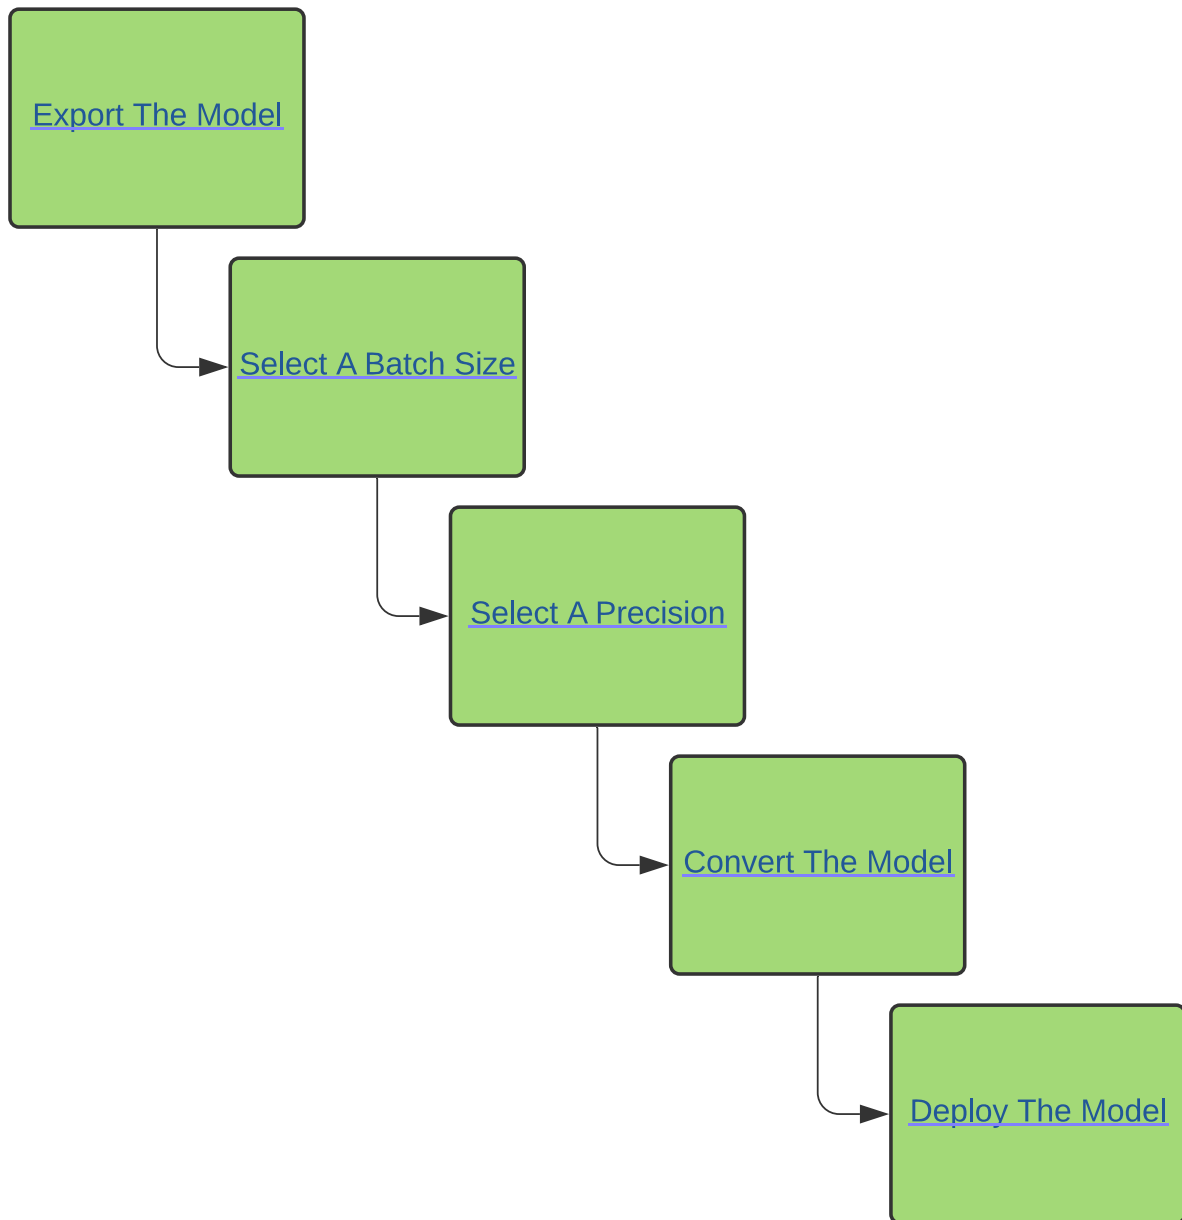 Export The Model
Select A Batch Size
Select A Precision
Convert The Model
Deploy The Model